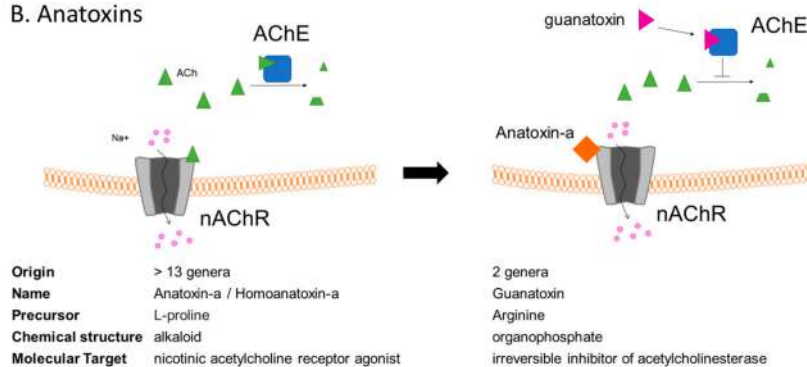 B. Anatoxins
AChE
ACh
Na+
nAChR
guanatoxin
AChE
Anatoxin-a
nAChR
Origin > 13 genera 2 genera
Name Anatoxin-a / Homoanatoxin-a Guanatoxin
Precursor L-proline Arginine
Chemical structure alkaloid organophosphate
Molecular Target nicotinic acetylcholine receptor agonist irreversible inhibitor of acetylcholinesterase